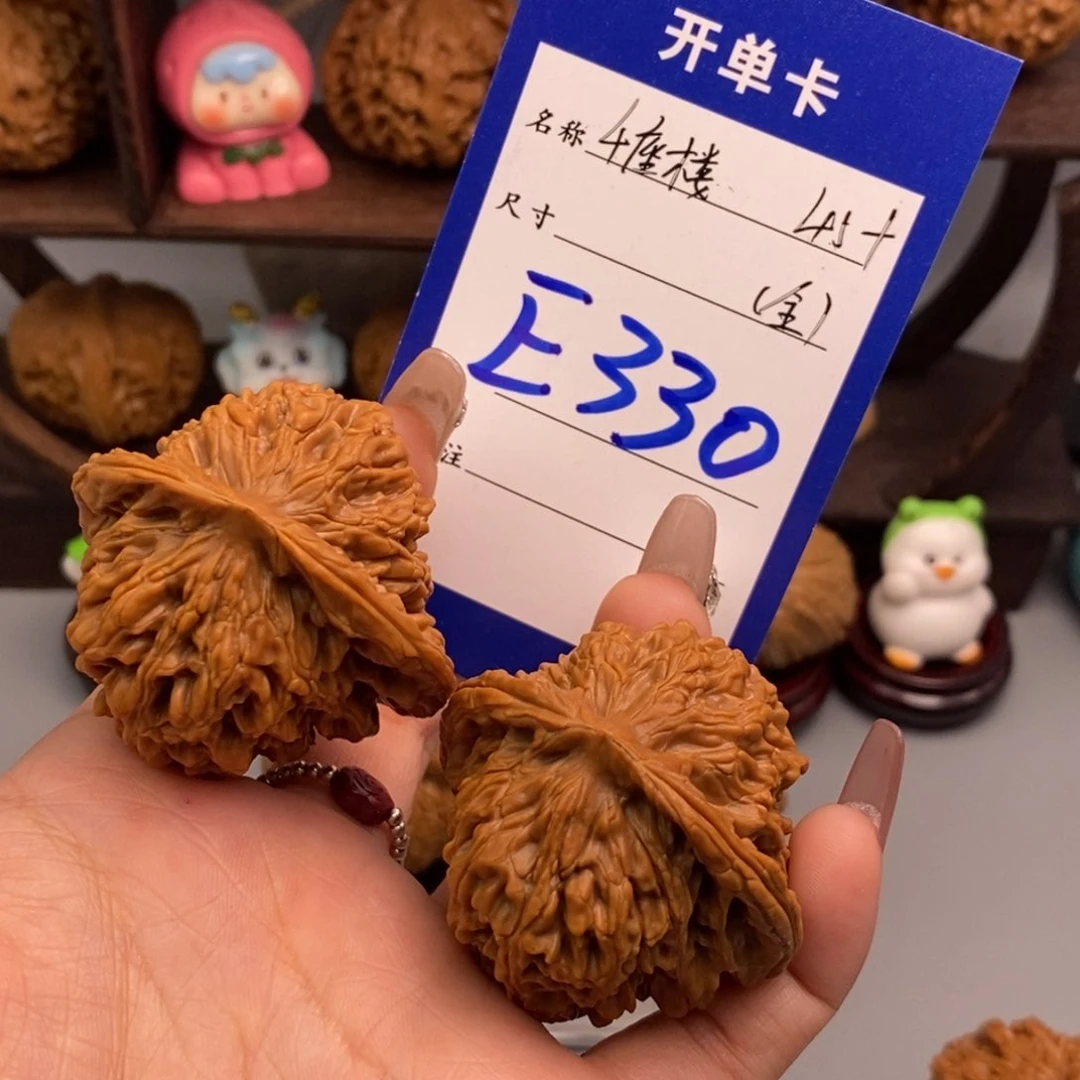 开单卡
名称 4座楼 45+
尺寸 (全)
E330
注